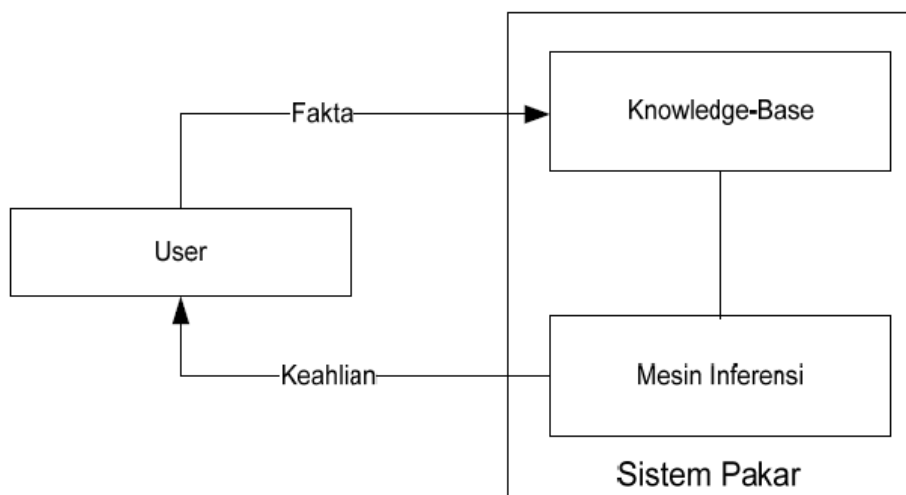 Fakta
Knowledge-Base
User
Keahlian
Mesin Inferensi
Sistem Pakar